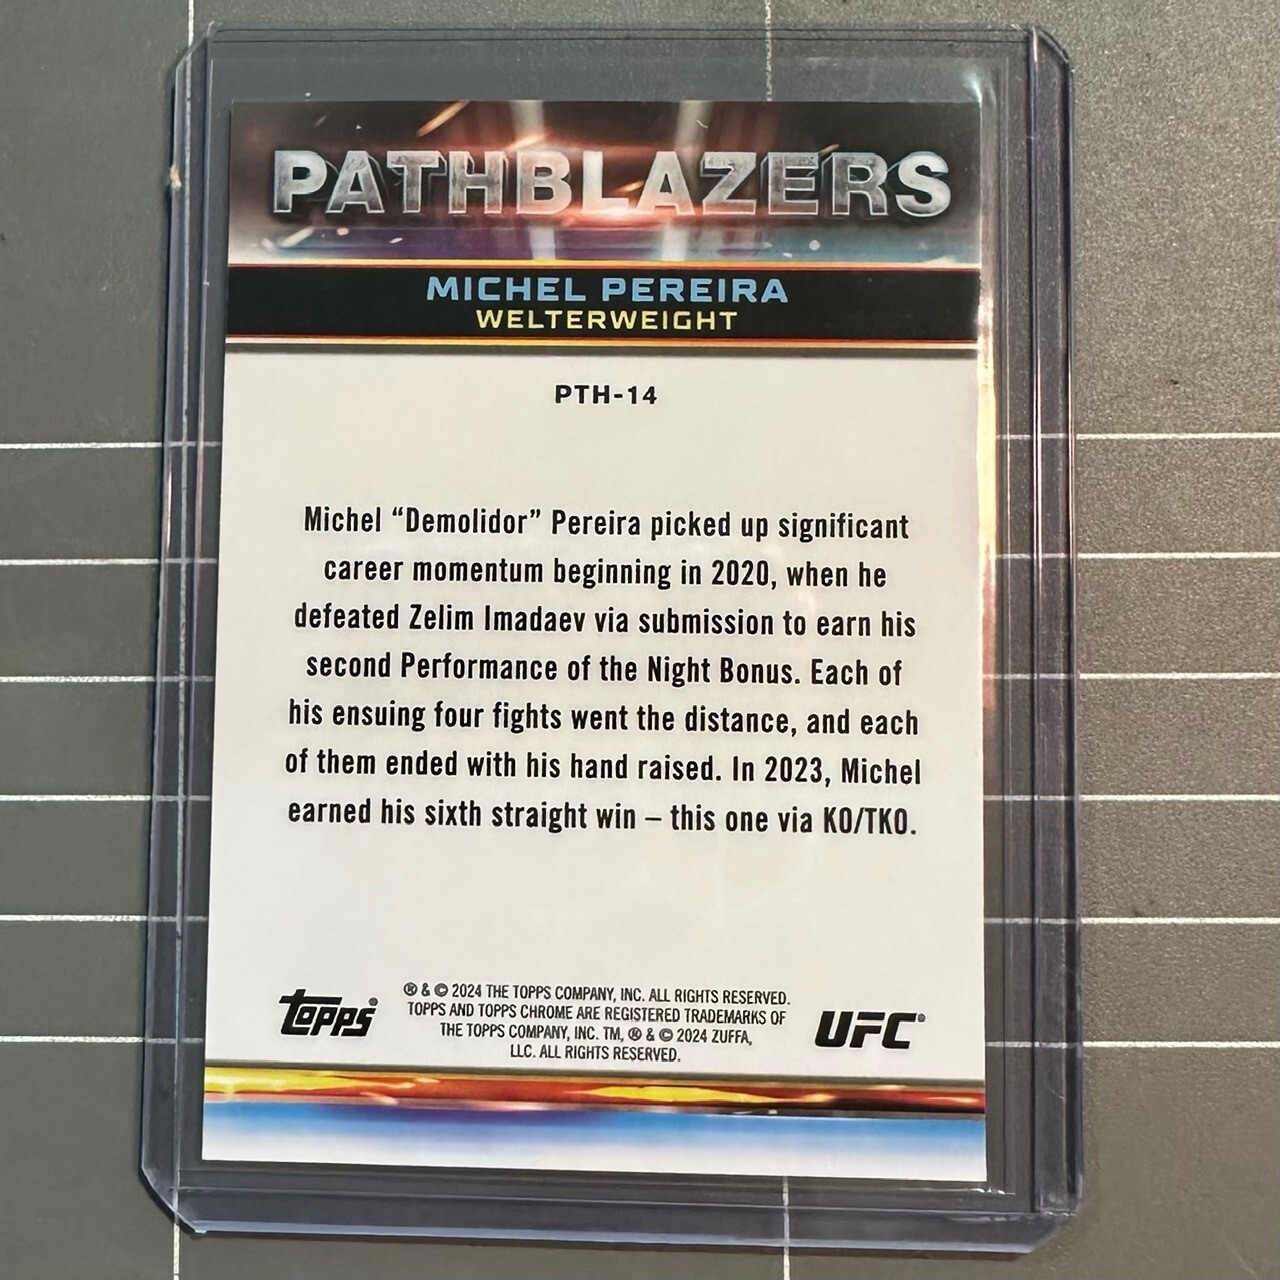 PATHBLAZERS
MICHEL PEREIRA
WELTERWEIGHT
PTH-14
Michel “Demolidor” Pereira picked up significant
career momentum beginning in 2020, when he
defeated Zelim Imadaev via submission to earn his
second Performance of the Night Bonus. Each of
his ensuing four fights went the distance, and each
of them ended with his hand raised. In 2023, Michel
earned his sixth straight win – this one via KO/TKO.
topps®
® & © 2024 THE TOPPS COMPANY, INC. ALL RIGHTS RESERVED.
TOPPS AND TOPPS CHROME ARE REGISTERED TRADEMARKS OF
THE TOPPS COMPANY, INC. TM, ® & © 2024 ZUFFA,
LLC. ALL RIGHTS RESERVED.
UFC®